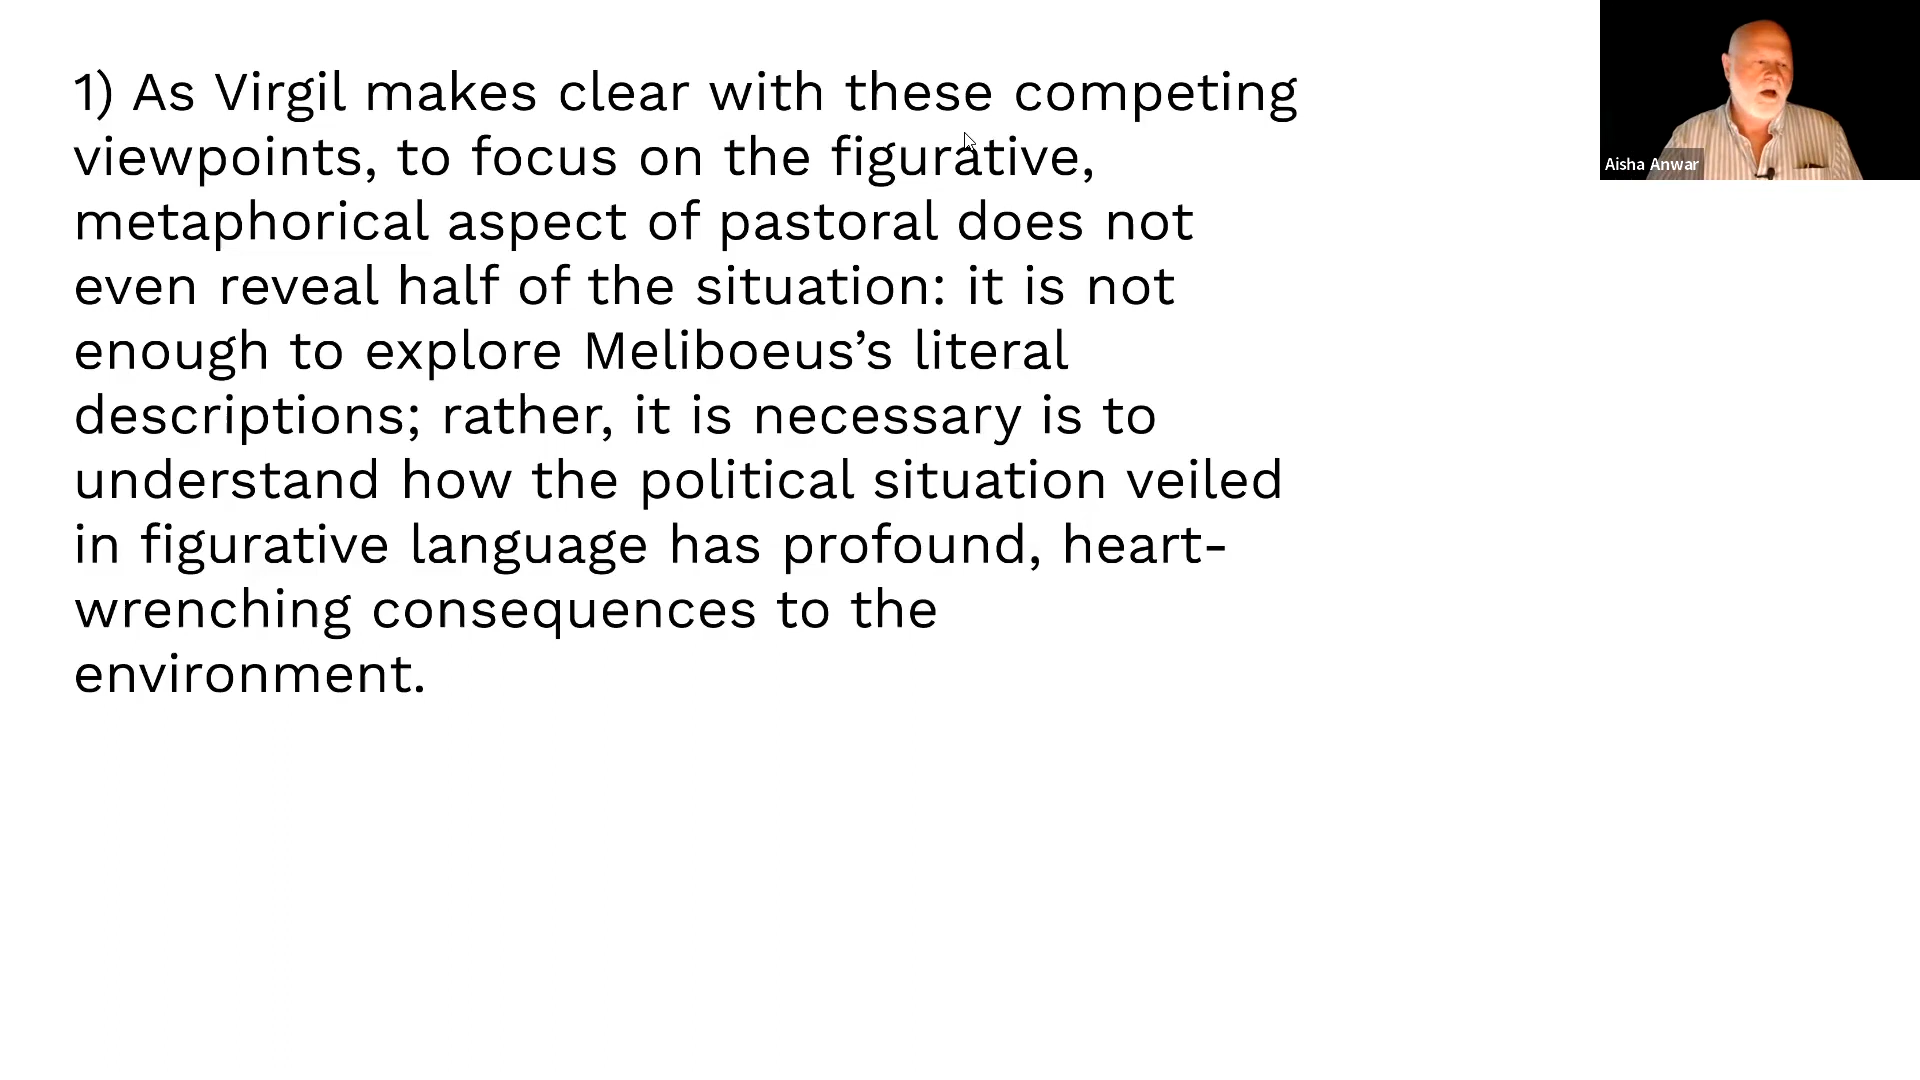 1) As Virgil makes clear with these competing
viewpoints, to focus on the figurative,
metaphorical aspect of pastoral does not
even reveal half of the situation: it is not
enough to explore Meliboeus’s literal
descriptions; rather, it is necessary is to
understand how the political situation veiled
in figurative language has profound, heart-
wrenching consequences to the
environment.
Aisha Anwar